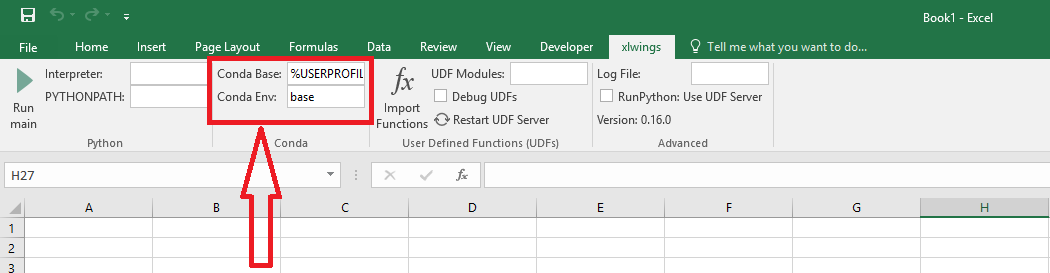 Book1 - Excel
File Home Insert Page Layout Formulas Data Review View Developer xlwings Tell me what you want to do...
Interpreter: Conda Base: %USERPROFIL UDF Modules: Log File:
PYTHONPATH: Conda Env: base Debug UDFs RunPython: Use UDF Server
Run main Import Functions Restart UDF Server Version: 0.16.0
Python Conda User Defined Functions (UDFs) Advanced
H27 fx
A B C D E F G H
1
2
3